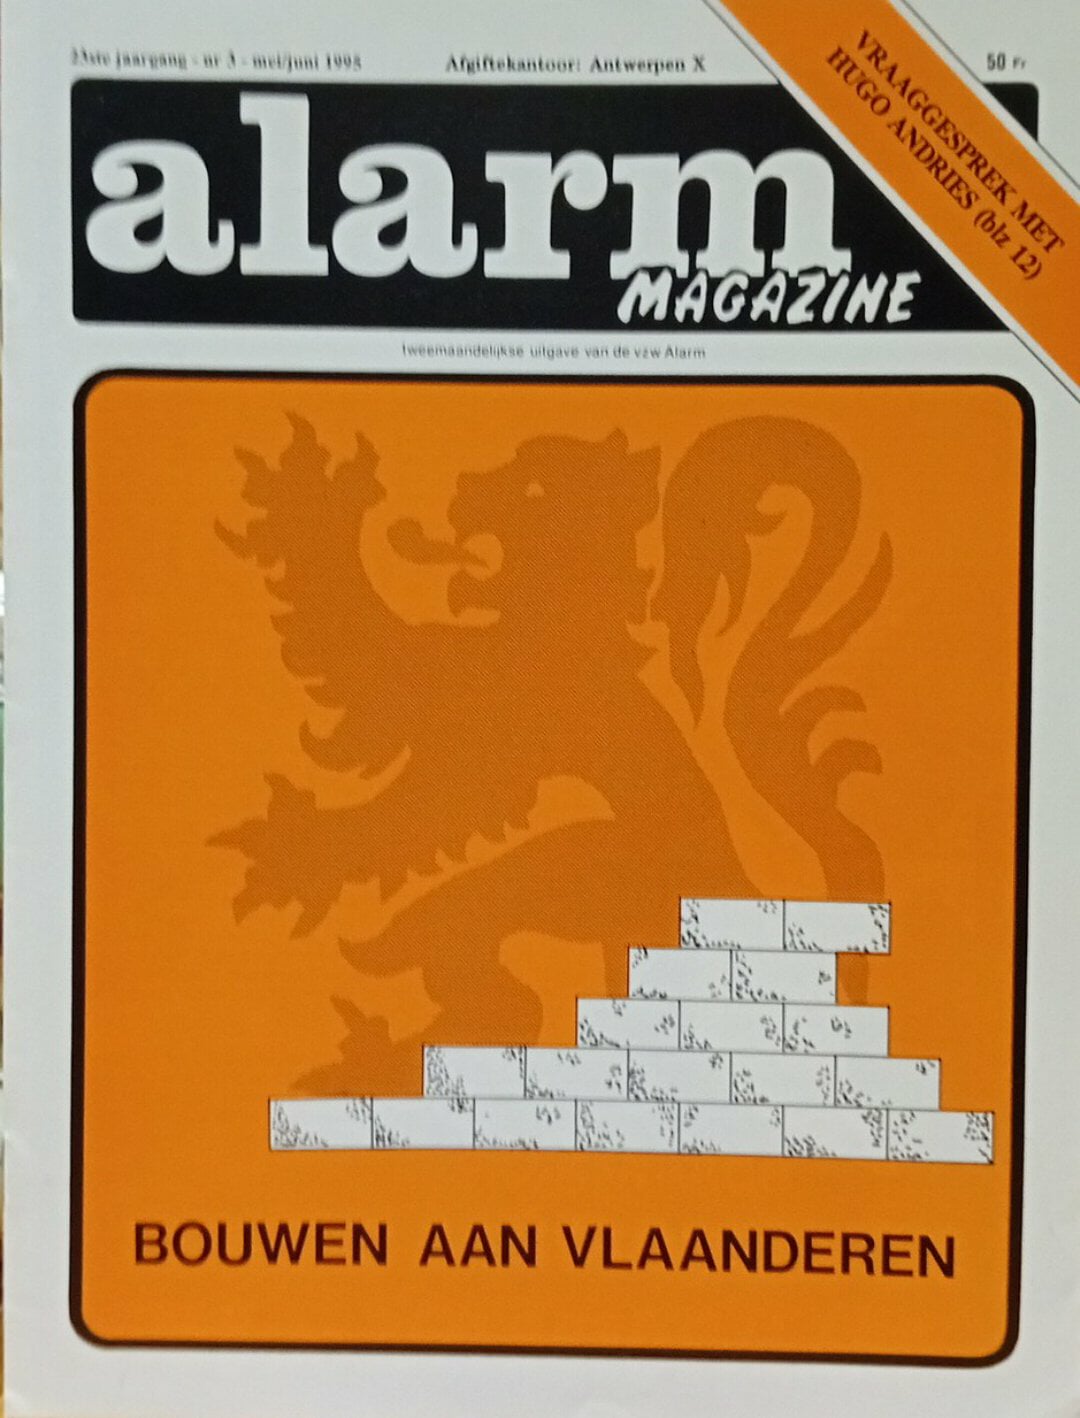 23ste jaargang - nr 3 - mei/juni 1995 Afgiftekantoor: Antwerpen X 50 Fr
VRAAGGESPREK MET
HUGO ANDRIES (blz 12)
alarm
MAGAZINE
tweemaandelijkse uitgave van de vzw Alarm
BOUWEN AAN VLAANDEREN